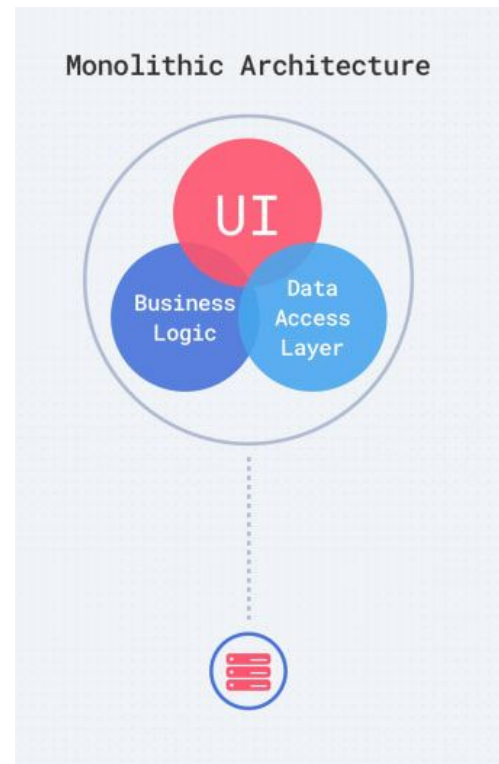 Monolithic Architecture
UI
Business
Logic
Data
Access
Layer